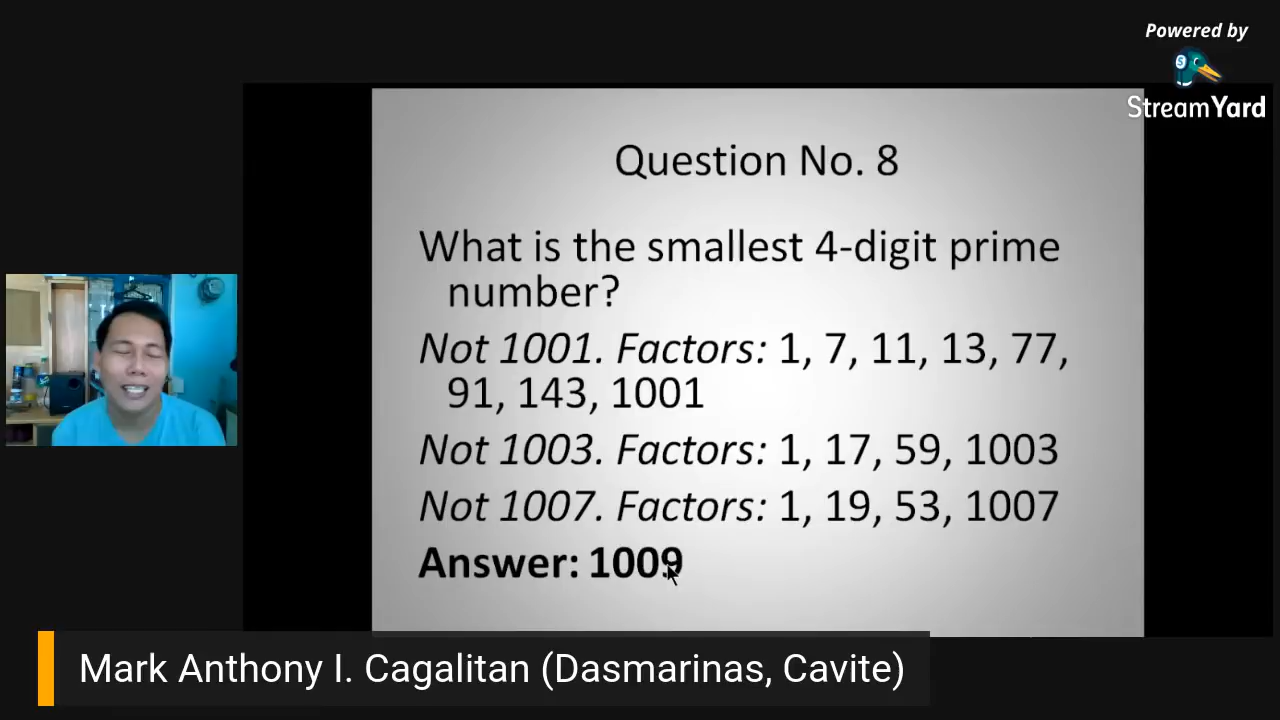 Powered by
StreamYard
Question No. 8
What is the smallest 4-digit prime
number?
Not 1001. Factors: 1, 7, 11, 13, 77,
91, 143, 1001
Not 1003. Factors: 1, 17, 59, 1003
Not 1007. Factors: 1, 19, 53, 1007
Answer: 1009
Mark Anthony I. Cagalitan (Dasmarinas, Cavite)